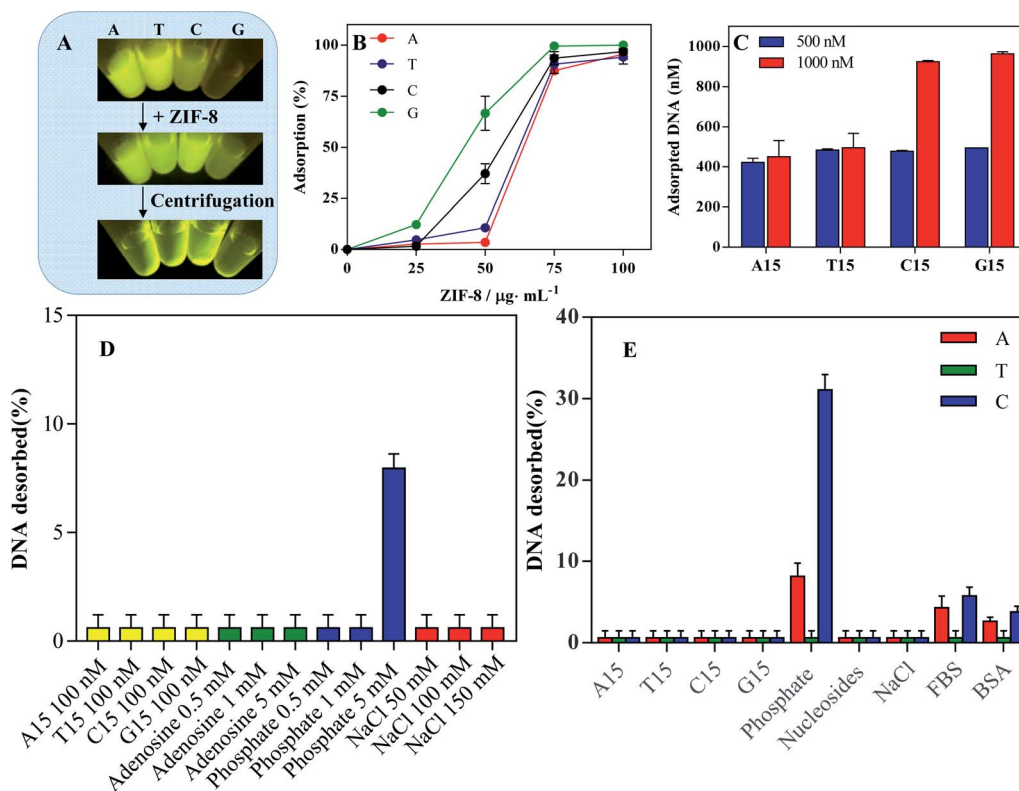 A
A T C G
+ ZIF-8
Centrifugation
B
A
T
C
G
Adsorption (%)
100
75
50
25
0
0 25 50 75 100
ZIF-8 / µg· mL⁻¹
C
500 nM
1000 nM
Adsorpted DNA (nM)
1000
800
600
400
200
0
A15 T15 C15 G15
D
DNA desorbed(%)
15
10
5
0
A15 100 nM
T15 100 nM
C15 100 nM
G15 100 nM
Adenosine 0.5 mM
Adenosine 1 mM
Adenosine 5 mM
Phosphate 0.5 mM
Phosphate 1 mM
Phosphate 5 mM
NaCl 50 mM
NaCl 100 mM
NaCl 150 mM
E
A
T
C
DNA desorbed(%)
40
30
20
10
0
A15
T15
C15
G15
Phosphate
Nucleosides
NaCl
FBS
BSA